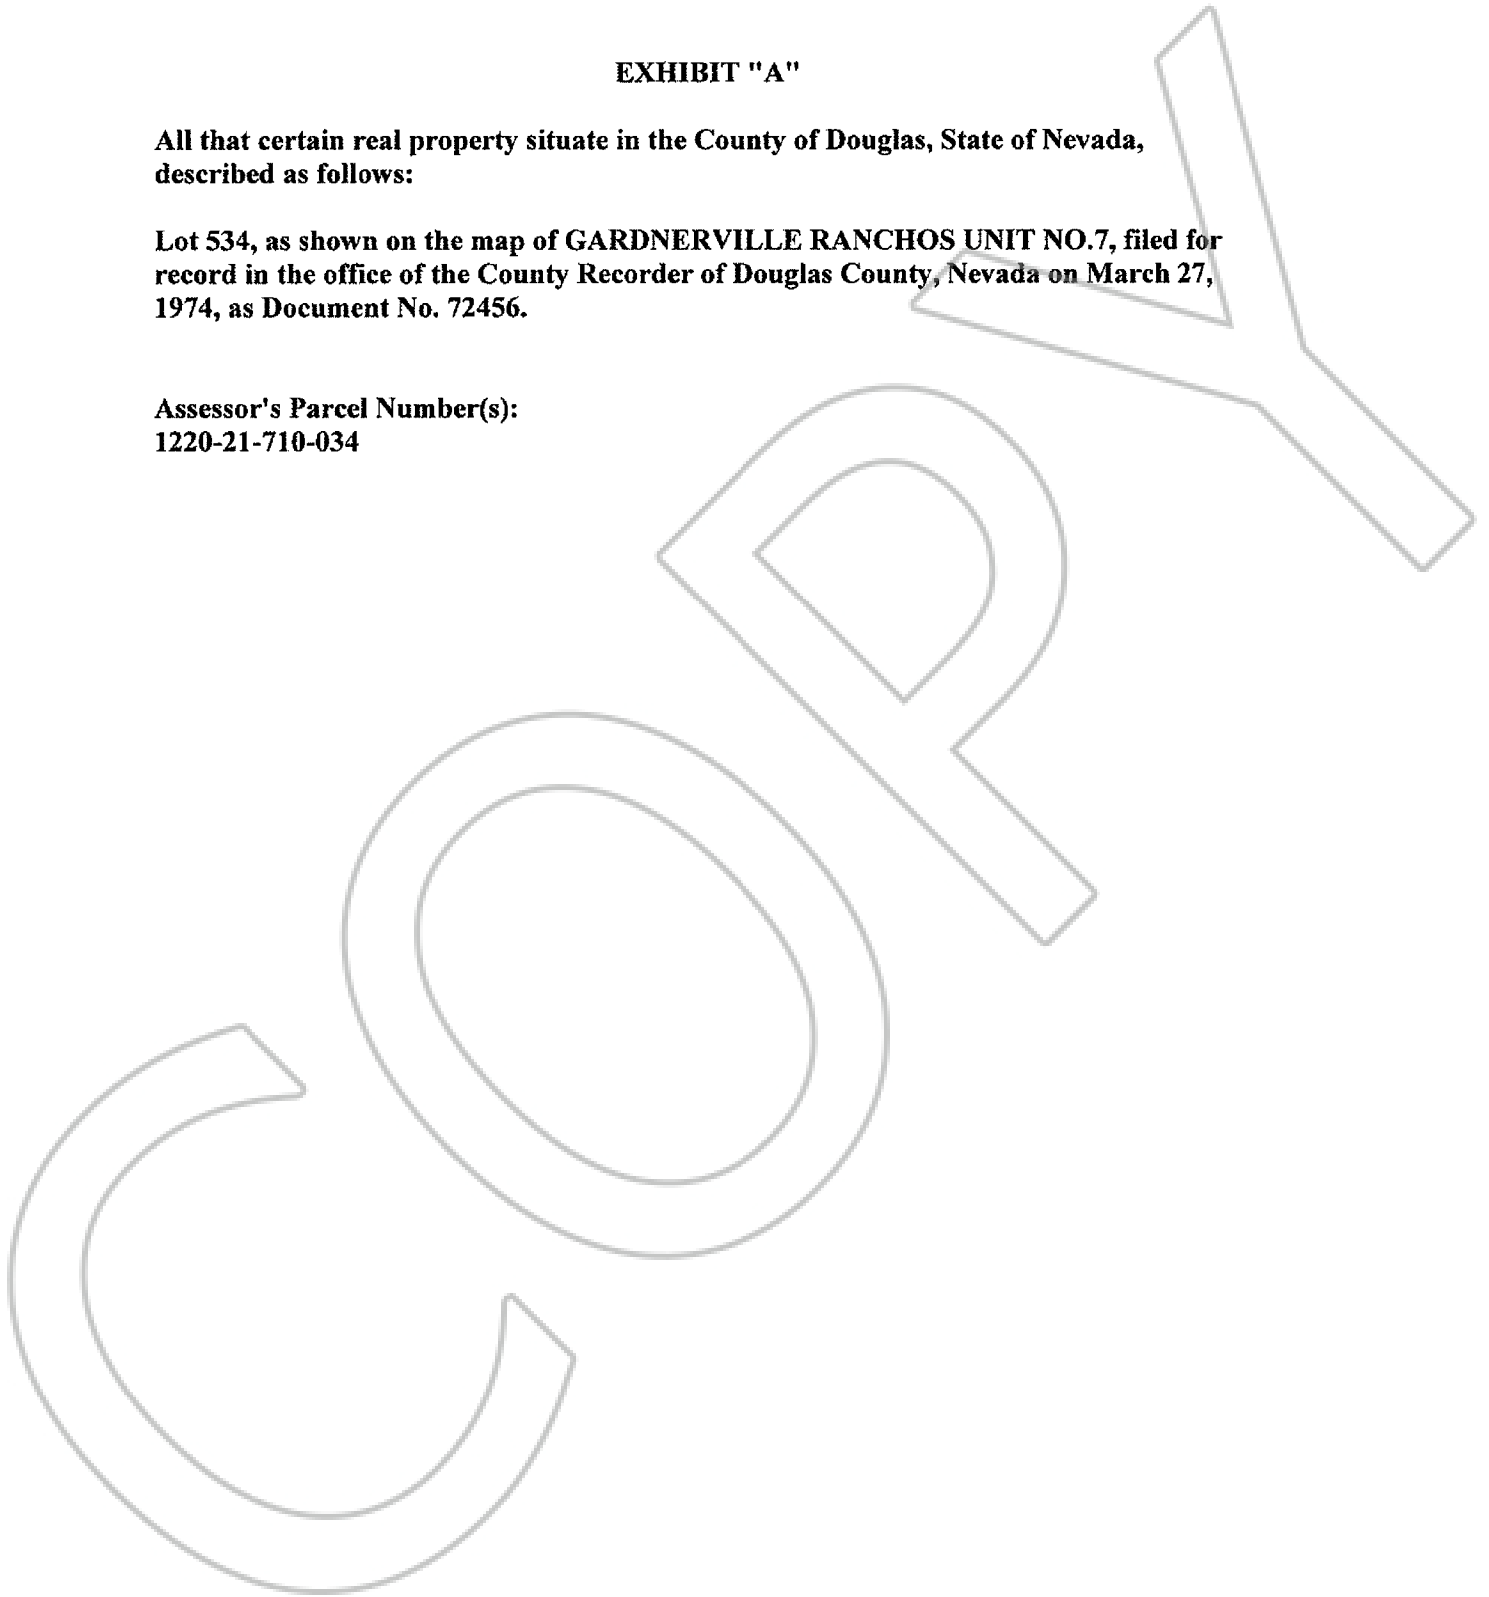 EXHIBIT "A"
All that certain real property situate in the County of Douglas, State of Nevada,
described as follows:
Lot 534, as shown on the map of GARDNERVILLE RANCHOS UNIT NO.7, filed for
record in the office of the County Recorder of Douglas County, Nevada on March 27,
1974, as Document No. 72456.
Assessor's Parcel Number(s):
1220-21-710-034
COPY